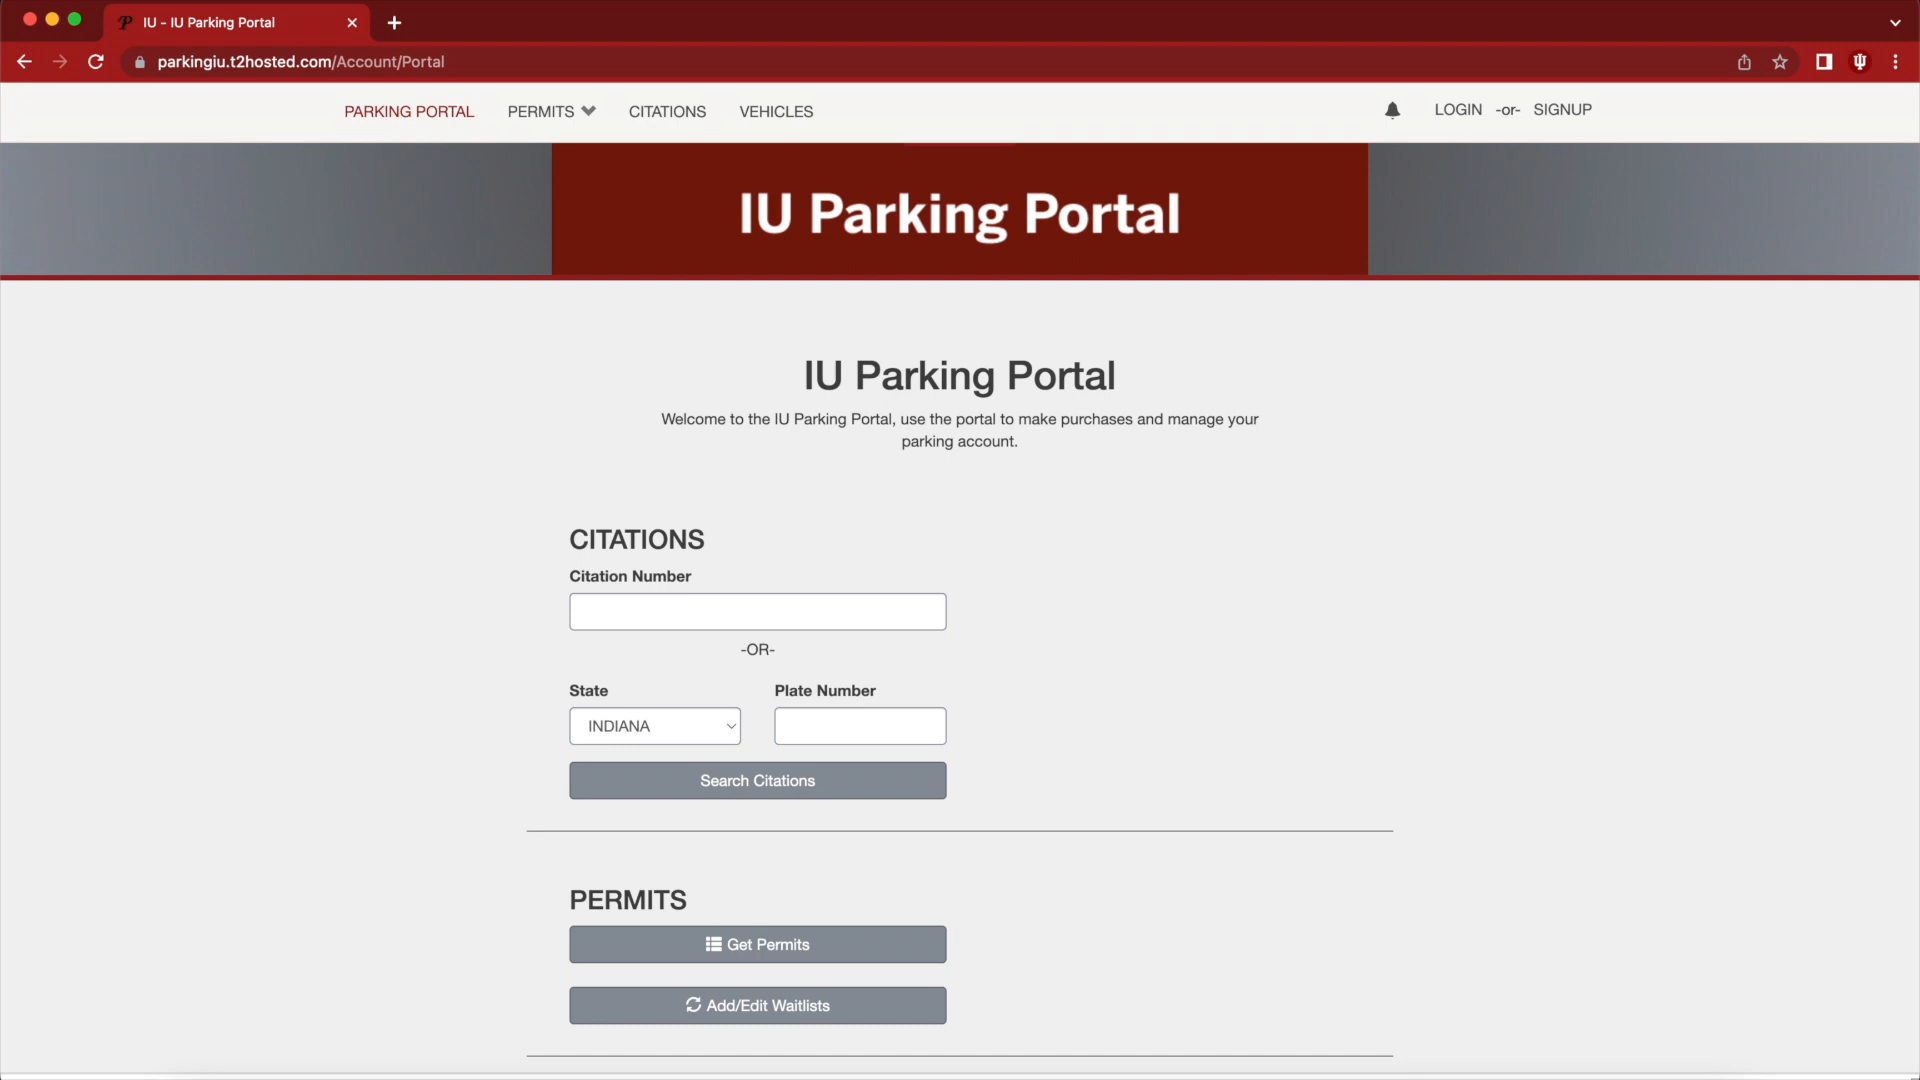 IU - IU Parking Portal
parkingiu.t2hosted.com/Account/Portal
PARKING PORTAL PERMITS CITATIONS VEHICLES LOGIN -or- SIGNUP
IU Parking Portal
IU Parking Portal
Welcome to the IU Parking Portal, use the portal to make purchases and manage your
parking account.
CITATIONS
Citation Number
-OR-
State Plate Number
INDIANA
Search Citations
PERMITS
Get Permits
Add/Edit Waitlists